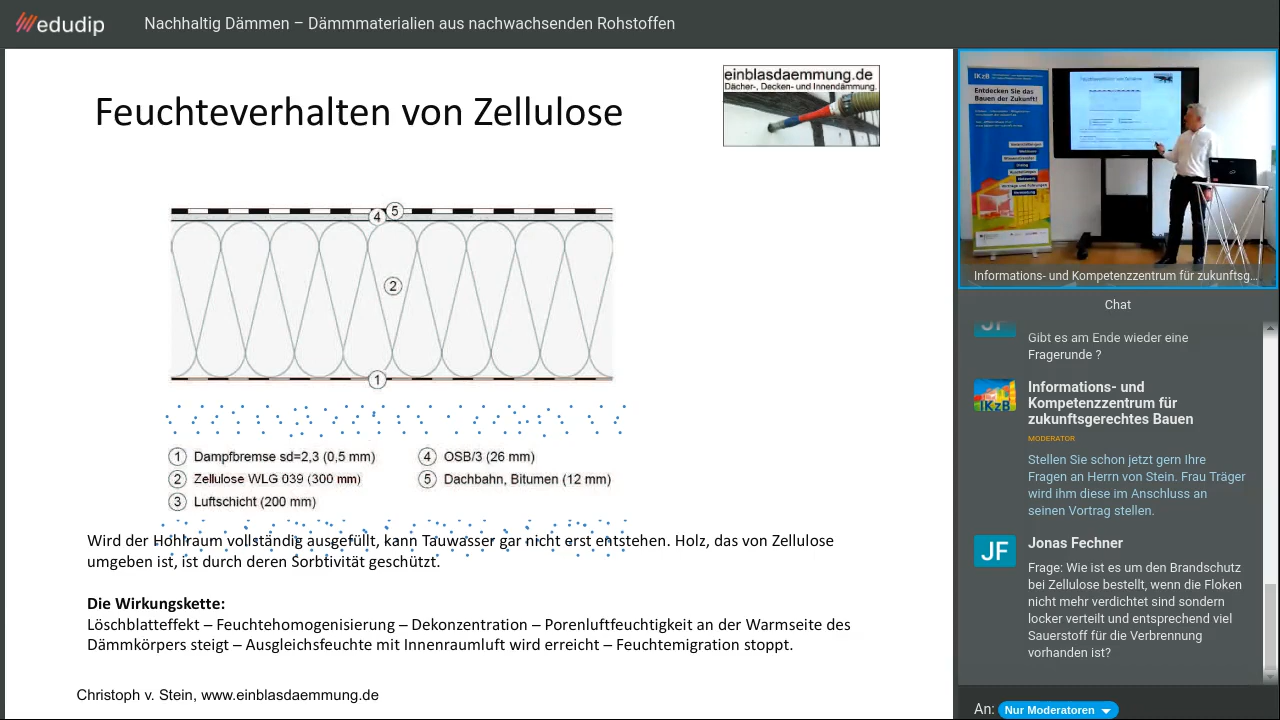 edudip
Nachhaltig Dämmen – Dämmmaterialien aus nachwachsenden Rohstoffen
Feuchteverhalten von Zellulose
einblasdaemmung.de
Dächer-, Decken- und Innendämmung.
4 5
2
1
1 Dampfbremse sd=2,3 (0,5 mm)
2 Zellulose WLG 039 (300 mm)
3 Luftschicht (200 mm)
4 OSB/3 (26 mm)
5 Dachbahn, Bitumen (12 mm)
Wird der Hohlraum vollständig ausgefüllt, kann Tauwasser gar nicht erst entstehen. Holz, das von Zellulose
umgeben ist, ist durch deren Sorbtivität geschützt.
Die Wirkungskette:
Löschblatteffekt – Feuchtehomogenisierung – Dekonzentration – Porenluftfeuchtigkeit an der Warmseite des
Dämmkörpers steigt – Ausgleichsfeuchte mit Innenraumluft wird erreicht – Feuchtemigration stoppt.
Christoph v. Stein, www.einblasdaemmung.de
IKzB
Entdecken Sie das
Bauen der Zukunft!
Informations- und Kompetenzzentrum für zukunftsg...
Chat
JF
Gibt es am Ende wieder eine
Fragerunde ?
IKzB
Informations- und
Kompetenzzentrum für
zukunftsgerechtes Bauen
MODERATOR
Stellen Sie schon jetzt gern Ihre
Fragen an Herrn von Stein. Frau Träger
wird ihm diese im Anschluss an
seinen Vortrag stellen.
JF
Jonas Fechner
Frage: Wie ist es um den Brandschutz
bei Zellulose bestellt, wenn die Floken
nicht mehr verdichtet sind sondern
locker verteilt und entsprechend viel
Sauerstoff für die Verbrennung
vorhanden ist?
An: Nur Moderatoren